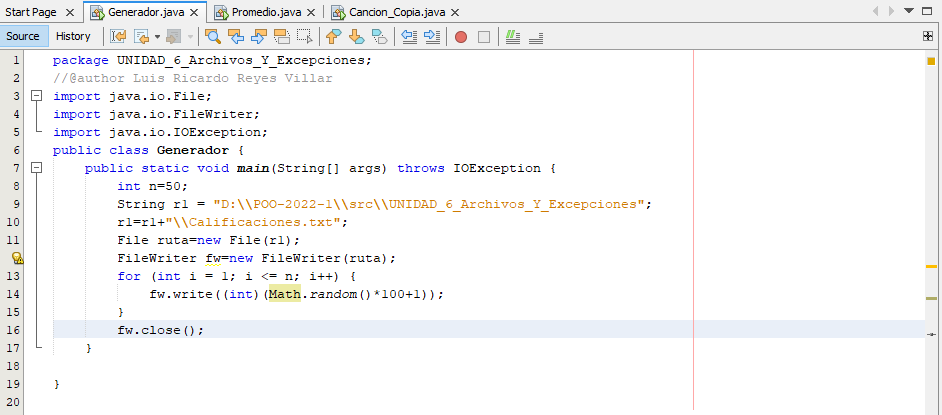 Start Page Generador.java Promedio.java Cancion_Copia.java
Source History
1 package UNIDAD_6_Archivos_Y_Excepciones;
2 //@author Luis Ricardo Reyes Villar
3 import java.io.File;
4 import java.io.FileWriter;
5 import java.io.IOException;
6 public class Generador {
7 public static void main(String[] args) throws IOException {
8 int n=50;
9 String r1 = "D:\\POO-2022-1\\src\\UNIDAD_6_Archivos_Y_Excepciones";
10 r1=r1+"\\Calificaciones.txt";
11 File ruta=new File(r1);
FileWriter fw=new FileWriter(ruta);
13 for (int i = 1; i <= n; i++) {
14 fw.write((int)(Math.random()*100+1));
15 }
16 fw.close();
17 }
18
19 }
20